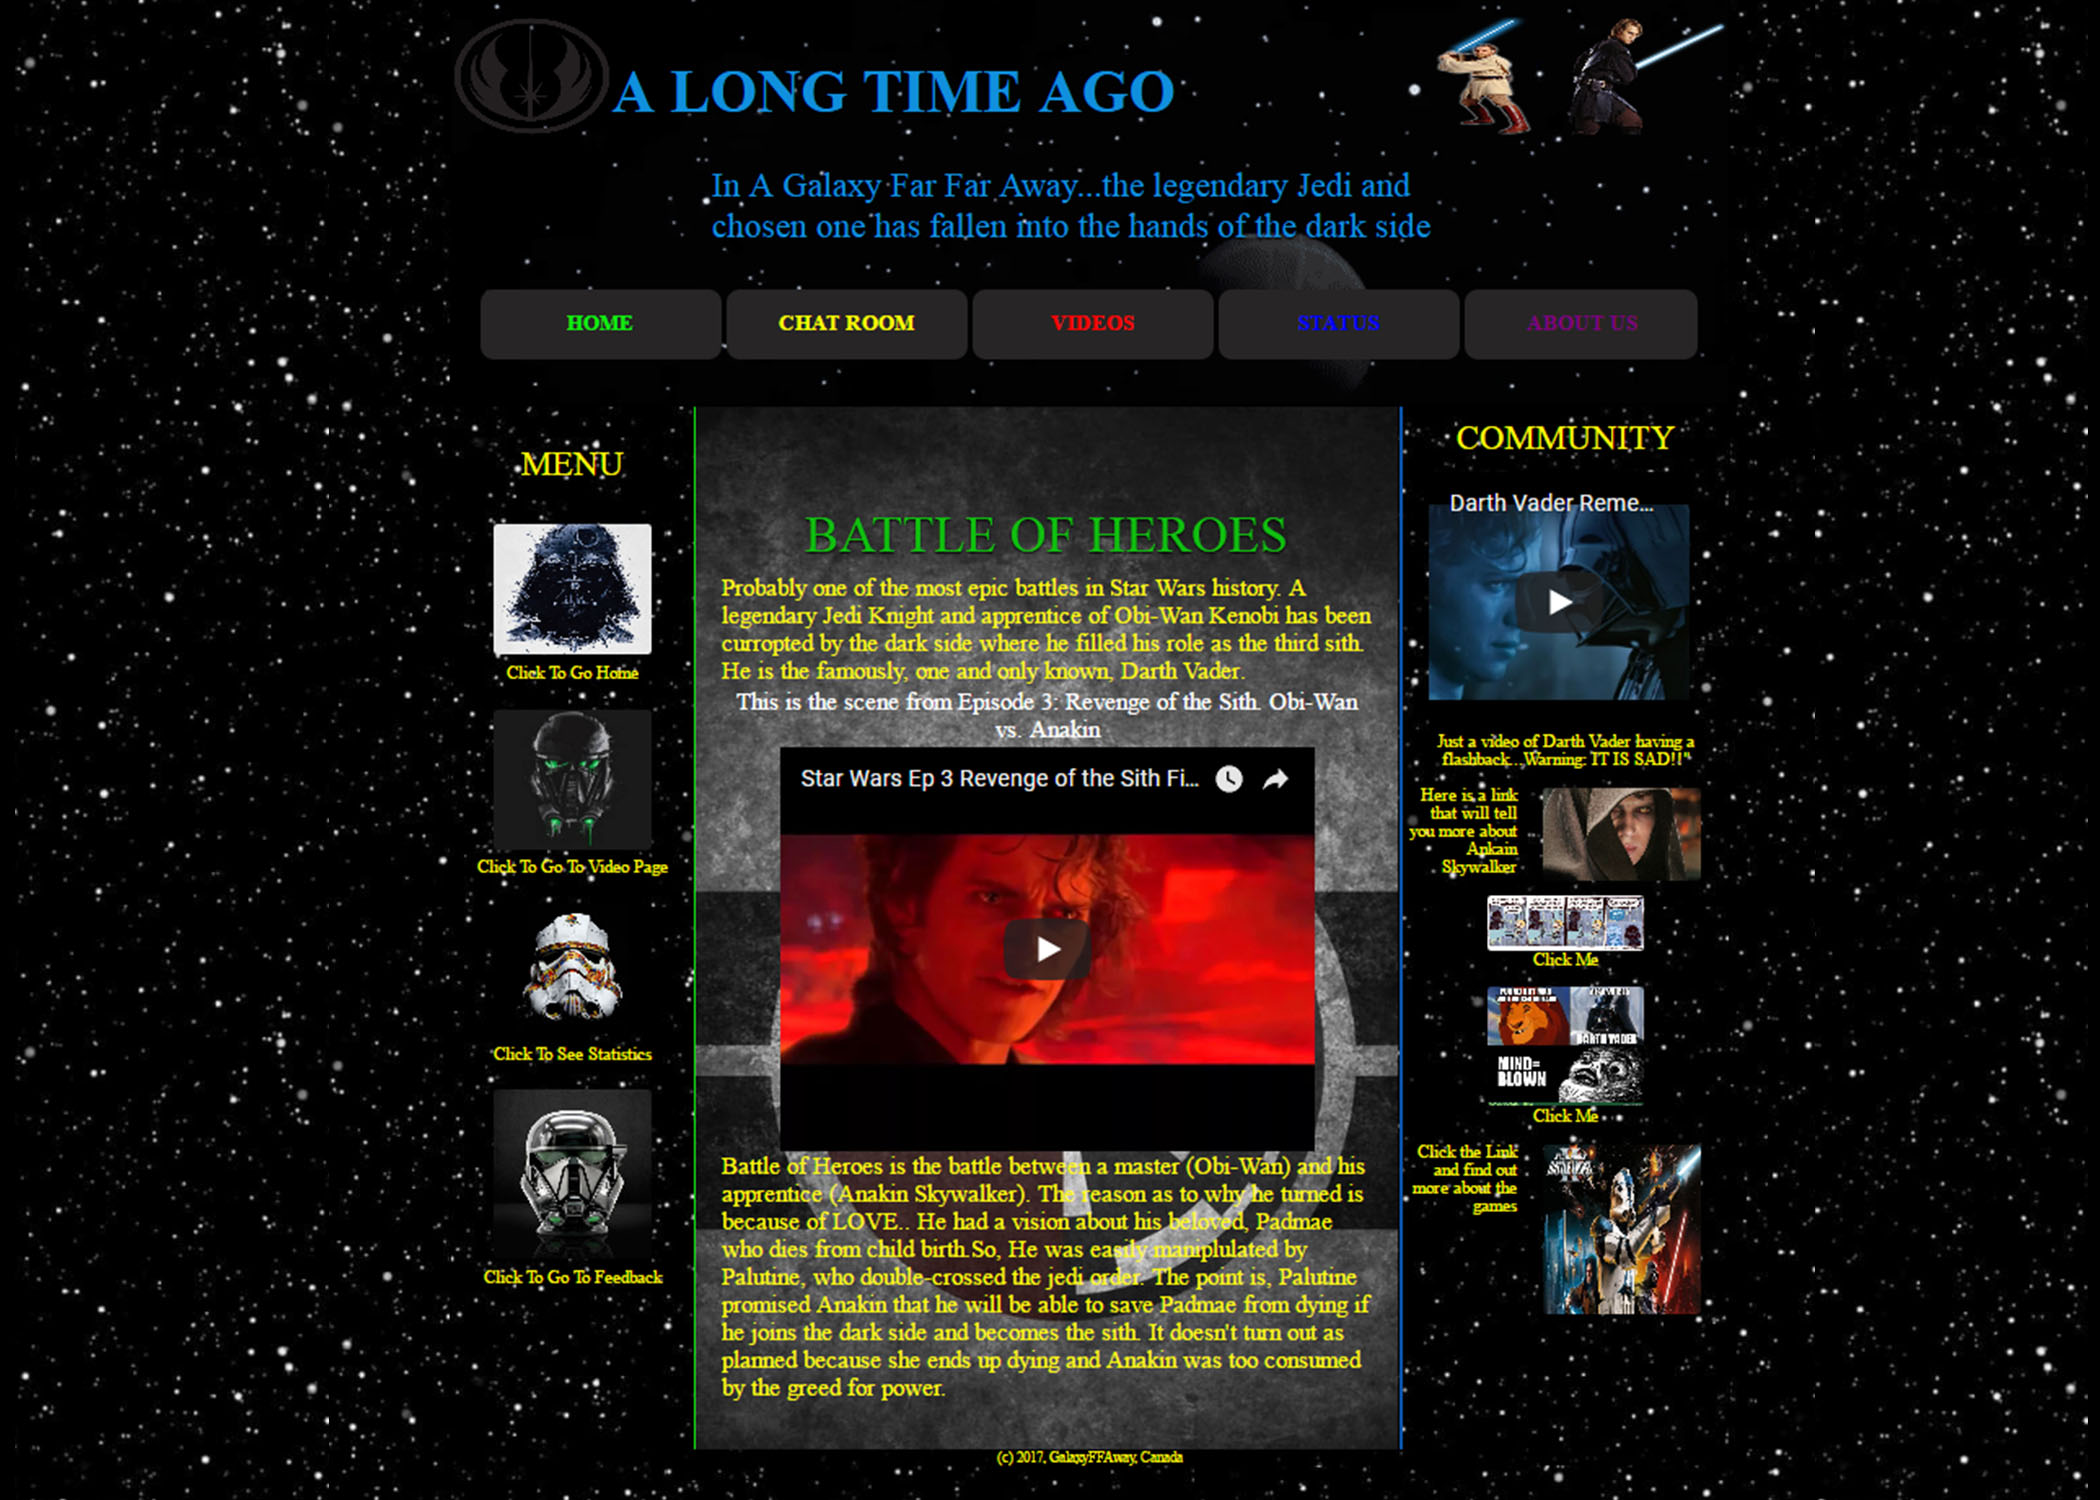 A LONG TIME AGO
In A Galaxy Far Far Away...the legendary Jedi and
chosen one has fallen into the hands of the dark side
HOME
CHAT ROOM
VIDEOS
STATUS
ABOUT US
MENU
Click To Go Home
Click To Go To Video Page
Click To See Statistics
Click To Go To Feedback
BATTLE OF HEROES
Probably one of the most epic battles in Star Wars history. A
legendary Jedi Knight and apprentice of Obi-Wan Kenobi has been
curropted by the dark side where he filled his role as the third sith.
He is the famously, one and only known, Darth Vader.
This is the scene from Episode 3: Revenge of the Sith. Obi-Wan
vs. Anakin
Star Wars Ep 3 Revenge of the Sith Fi...
Battle of Heroes is the battle between a master (Obi-Wan) and his
apprentice (Anakin Skywalker). The reason as to why he turned is
because of LOVE.. He had a vision about his beloved, Padmae
who dies from child birth.So, He was easily maniplulated by
Palutine, who double-crossed the jedi order. The point is, Palutine
promised Anakin that he will be able to save Padmae from dying if
he joins the dark side and becomes the sith. It doesn't turn out as
planned because she ends up dying and Anakin was too consumed
by the greed for power.
COMMUNITY
Darth Vader Reme...
Just a video of Darth Vader having a
flashback...Warning: IT IS SAD!!"
Here is a link
that will tell
you more about
Ankain
Skywalker
Click Me
DARTH VADER
MIND=
BLOWN
Click Me
Click the Link
and find out
more about the
games
(c) 2017, GalaxyFFAway, Canada